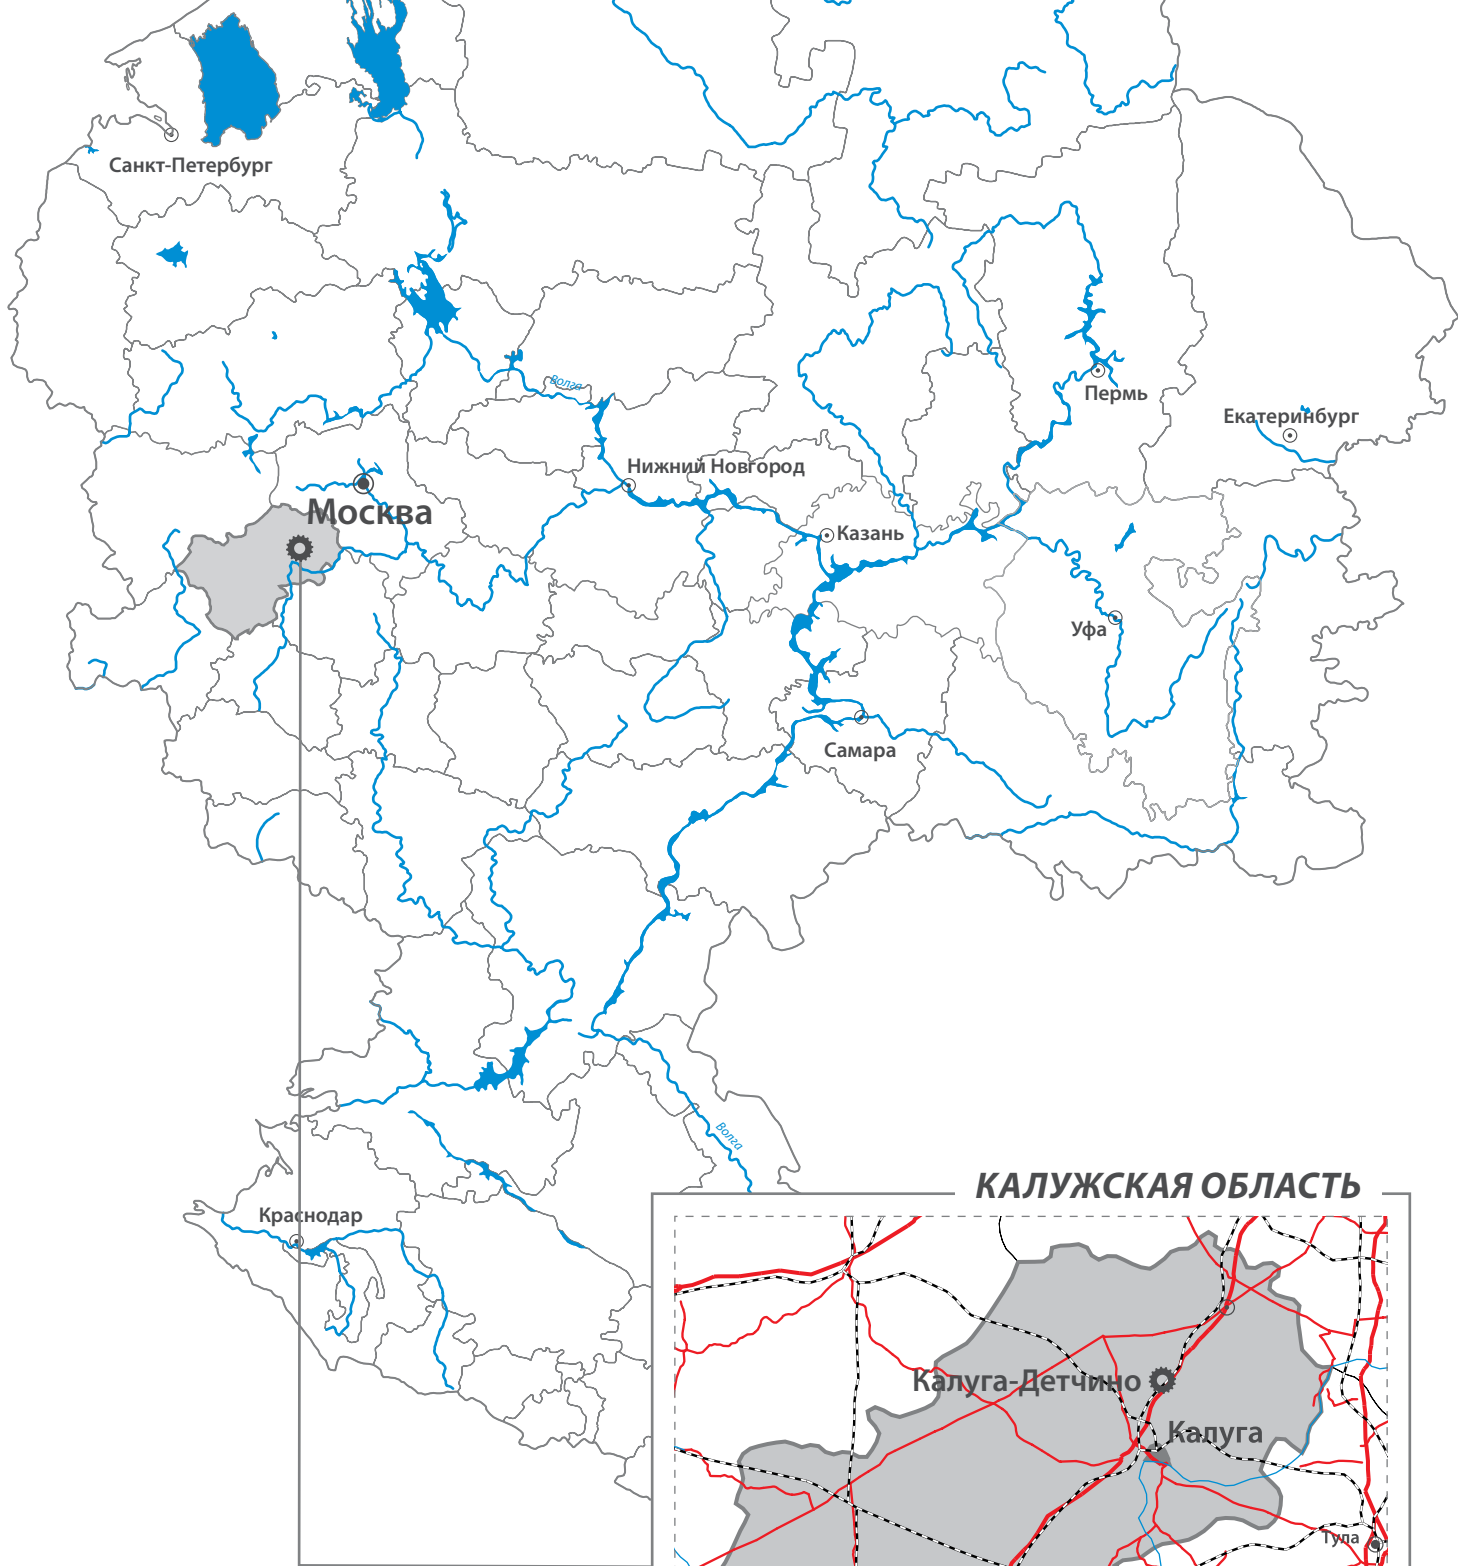 Санкт-Петербург
Волга
Пермь
Екатеринбург
Нижний Новгород
Москва
Казань
Уфа
Самара
Волга
КАЛУЖСКАЯ ОБЛАСТЬ
Краснодар
Калуга-Детчино
Калуга
Тула